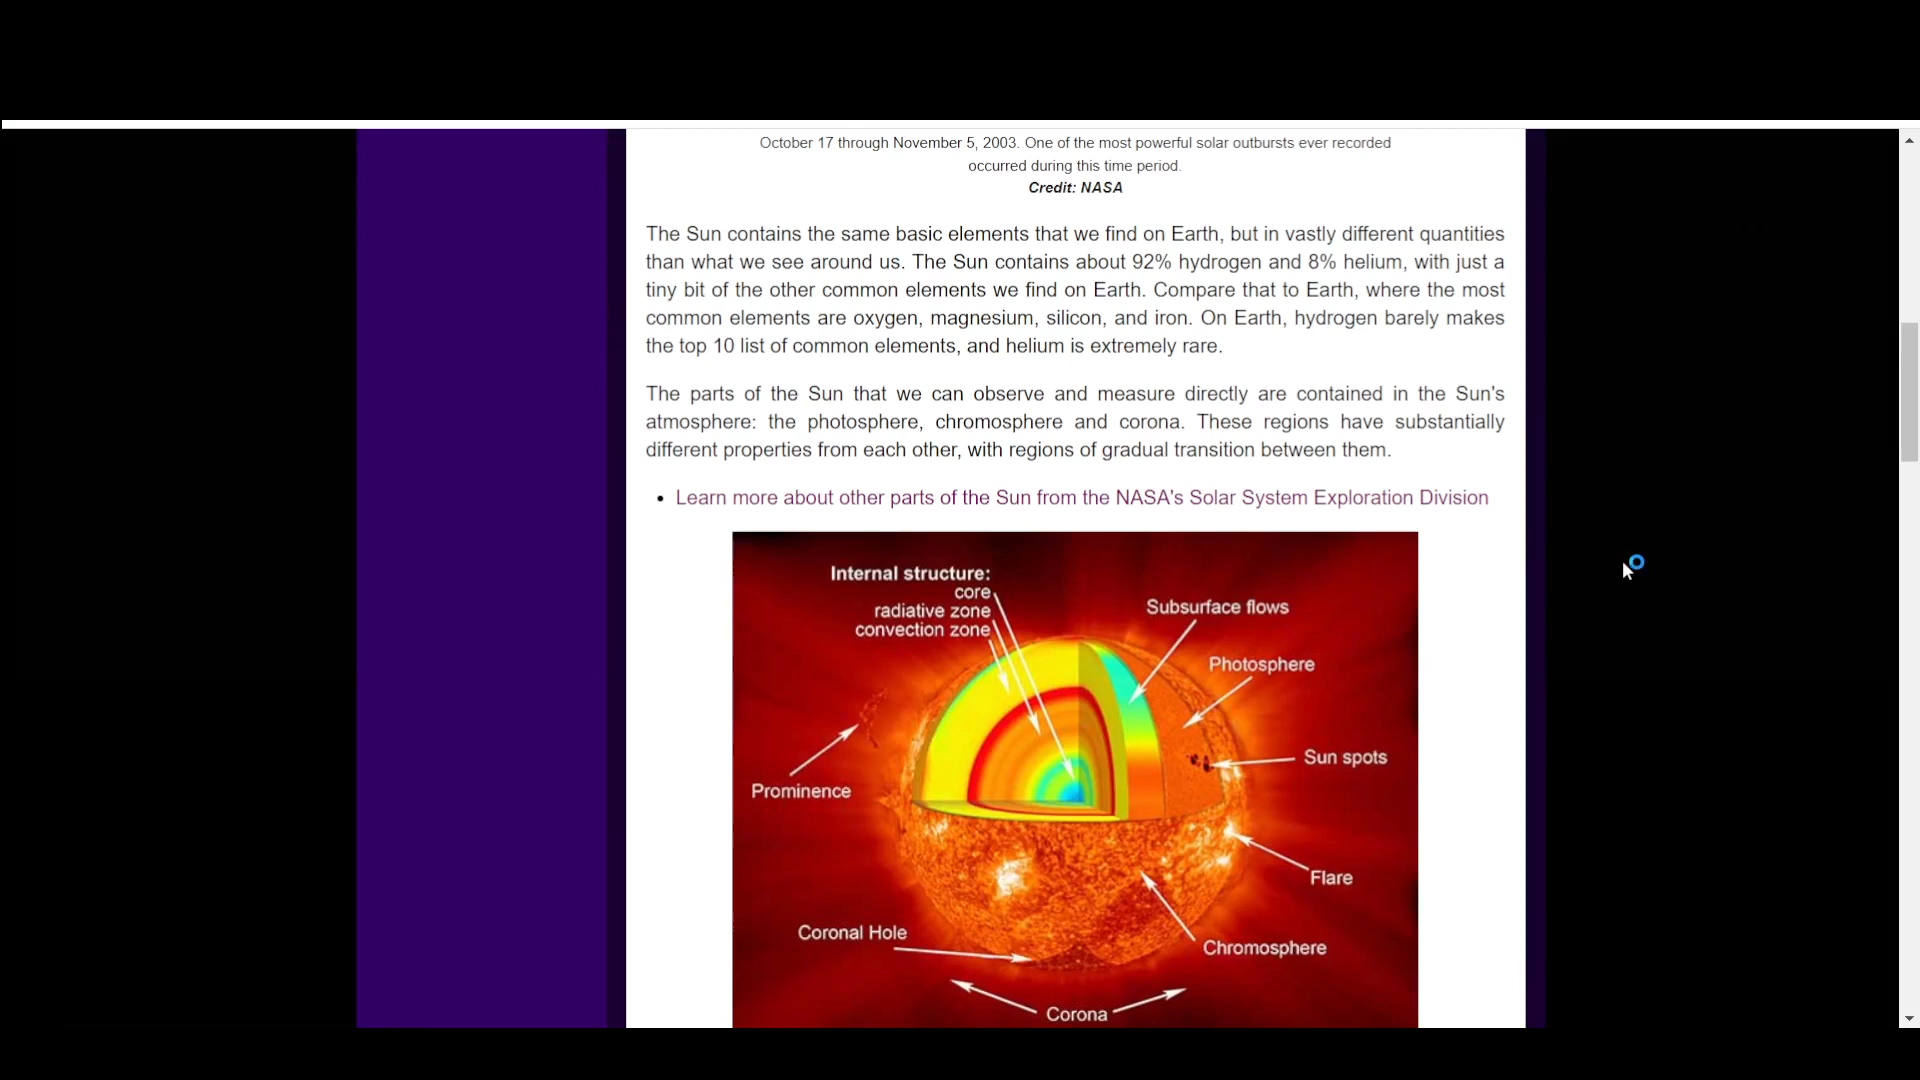 October 17 through November 5, 2003. One of the most powerful solar outbursts ever recorded
occurred during this time period.
Credit: NASA
The Sun contains the same basic elements that we find on Earth, but in vastly different quantities
than what we see around us. The Sun contains about 92% hydrogen and 8% helium, with just a
tiny bit of the other common elements we find on Earth. Compare that to Earth, where the most
common elements are oxygen, magnesium, silicon, and iron. On Earth, hydrogen barely makes
the top 10 list of common elements, and helium is extremely rare.
The parts of the Sun that we can observe and measure directly are contained in the Sun's
atmosphere: the photosphere, chromosphere and corona. These regions have substantially
different properties from each other, with regions of gradual transition between them.
• Learn more about other parts of the Sun from the NASA's Solar System Exploration Division
Internal structure:
core
radiative zone
convection zone
Subsurface flows
Photosphere
Sun spots
Prominence
Flare
Coronal Hole
Chromosphere
Corona